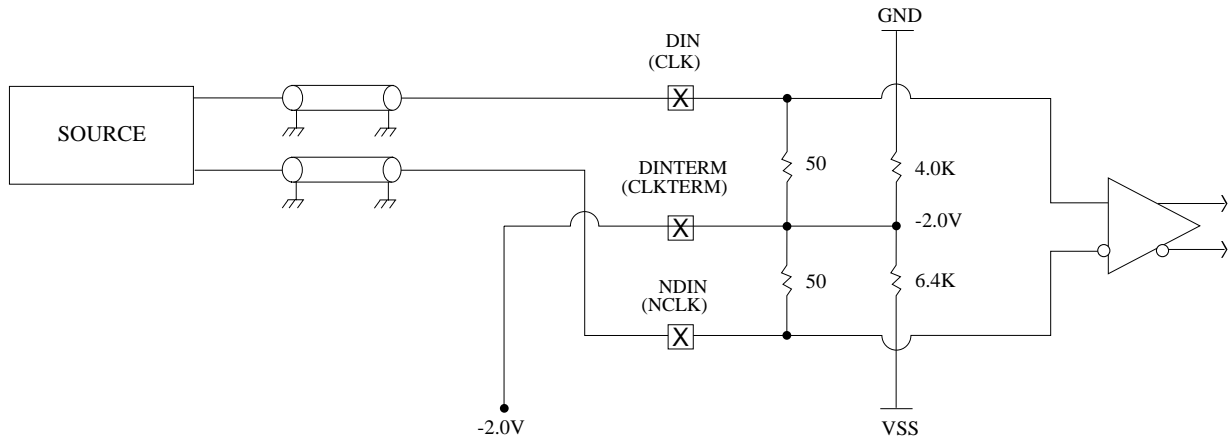 GND
DIN
(CLK)
X
SOURCE
DINTERM
(CLKTERM)
50
4.0K
X
-2.0V
NDIN
(NCLK)
50
6.4K
X
-2.0V
VSS